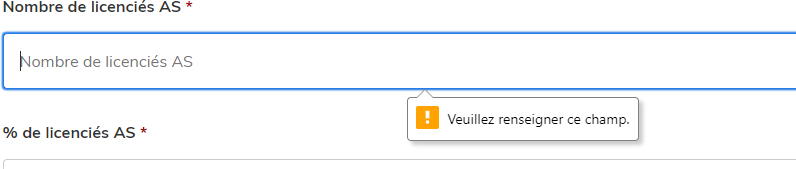 Nombre de licenciés AS *
Nombre de licenciés AS
Veuillez renseigner ce champ.
% de licenciés AS *